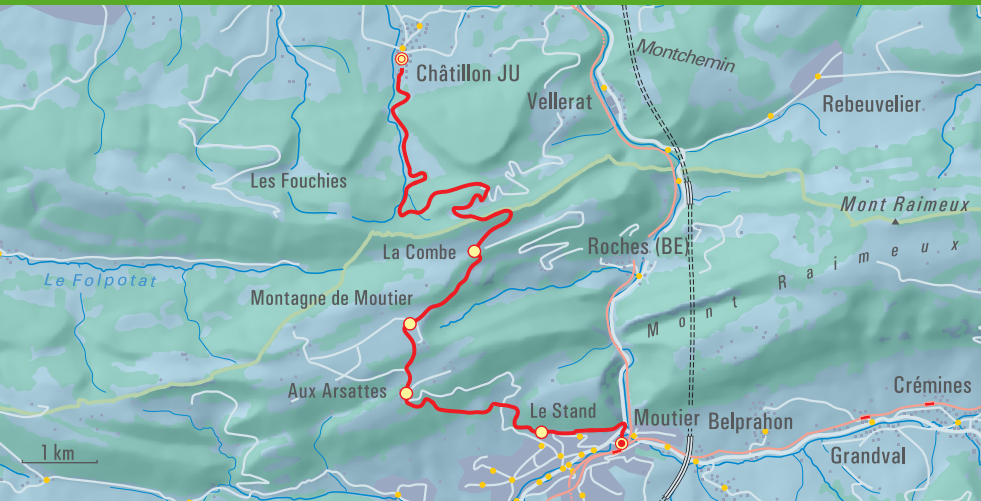 Montchemin
Châtillon JU
Vellerat
Rebeuvelier
Les Fouchies
Mont Raimeux
La Combe
Roches (BE)
Le Folpotat
Montagne de Moutier
Mont Raimeux
Aux Arsattes
Crémines
Le Stand
Moutier
Belprahon
1 km
Grandval